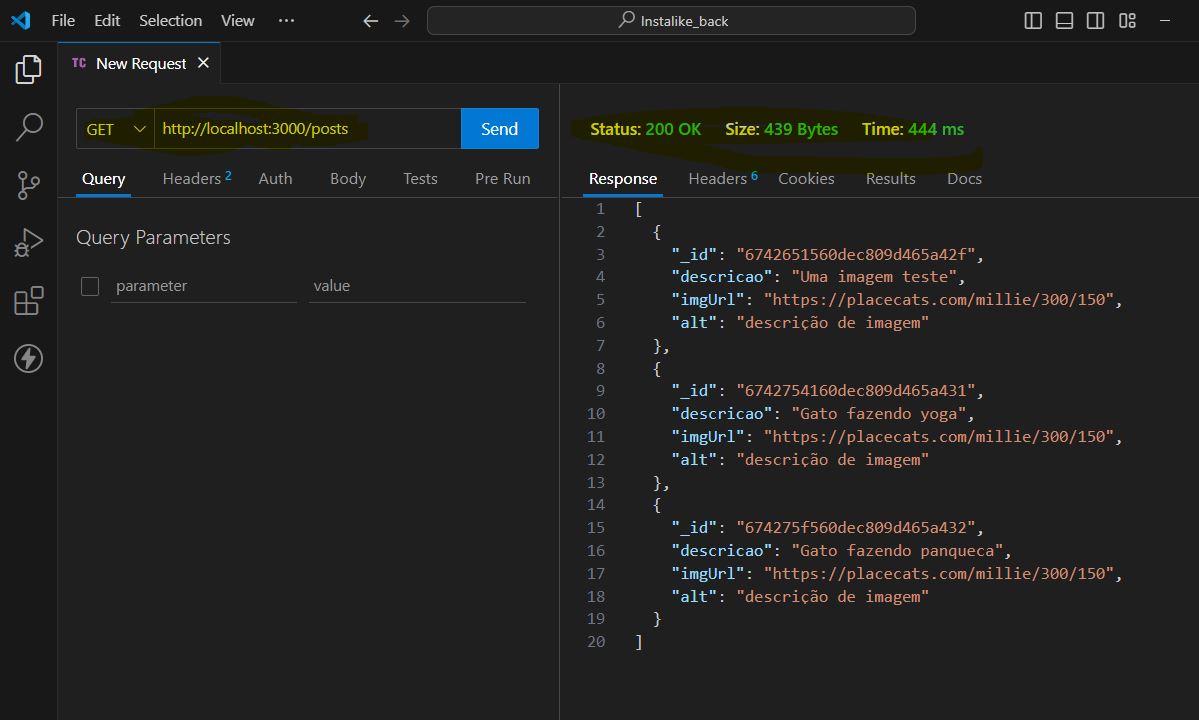 File Edit Selection View ··· Instalike_back
TC New Request
GET http://localhost:3000/posts Send
Query Headers 2 Auth Body Tests Pre Run
Query Parameters
parameter value
Status: 200 OK Size: 439 Bytes Time: 444 ms
Response Headers 6 Cookies Results Docs
1 [
2 {
3 "_id": "6742651560dec809d465a42f",
4 "descricao": "Uma imagem teste",
5 "imgUrl": "https://placecats.com/millie/300/150",
6 "alt": "descrição de imagem"
7 },
8 {
9 "_id": "6742754160dec809d465a431",
10 "descricao": "Gato fazendo yoga",
11 "imgUrl": "https://placecats.com/millie/300/150",
12 "alt": "descrição de imagem"
13 },
14 {
15 "_id": "674275f560dec809d465a432",
16 "descricao": "Gato fazendo panqueca",
17 "imgUrl": "https://placecats.com/millie/300/150",
18 "alt": "descrição de imagem"
19 }
20 ]